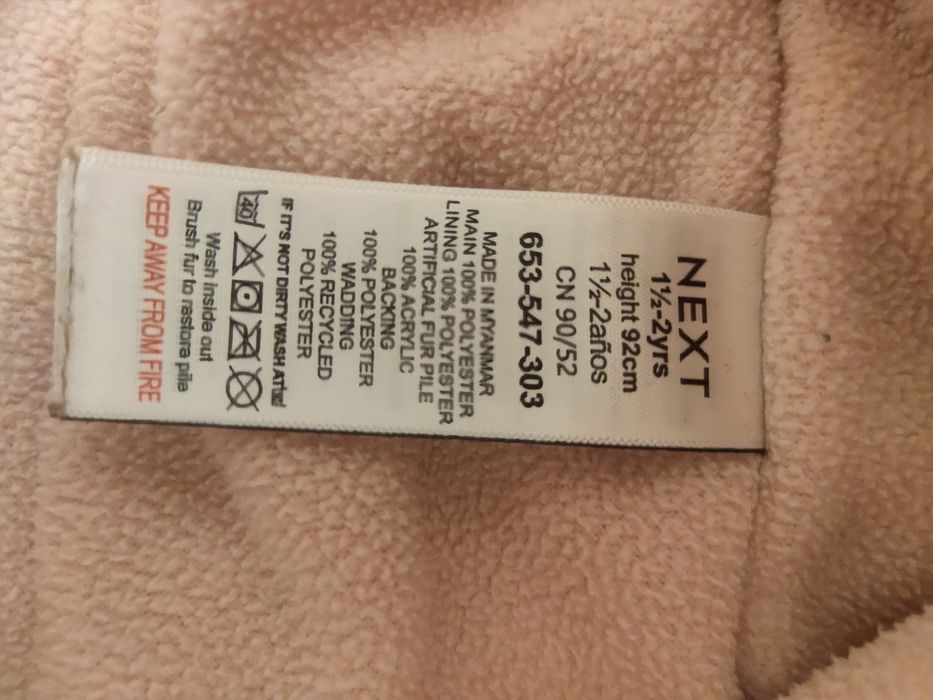 NEXT
1½-2yrs
height 92cm
1½-2años
CN 90/52
653-547-303
MADE IN MYANMAR
MAIN 100% POLYESTER
LINING 100% POLYESTER
ARTIFICIAL FUR PILE
100% ACRYLIC
BACKING
100% POLYESTER
WADDING
100% RECYCLED
POLYESTER
IF IT'S NOT DIRTY WASH AT
40
Wash inside out
Brush fur to restore pile
KEEP AWAY FROM FIRE